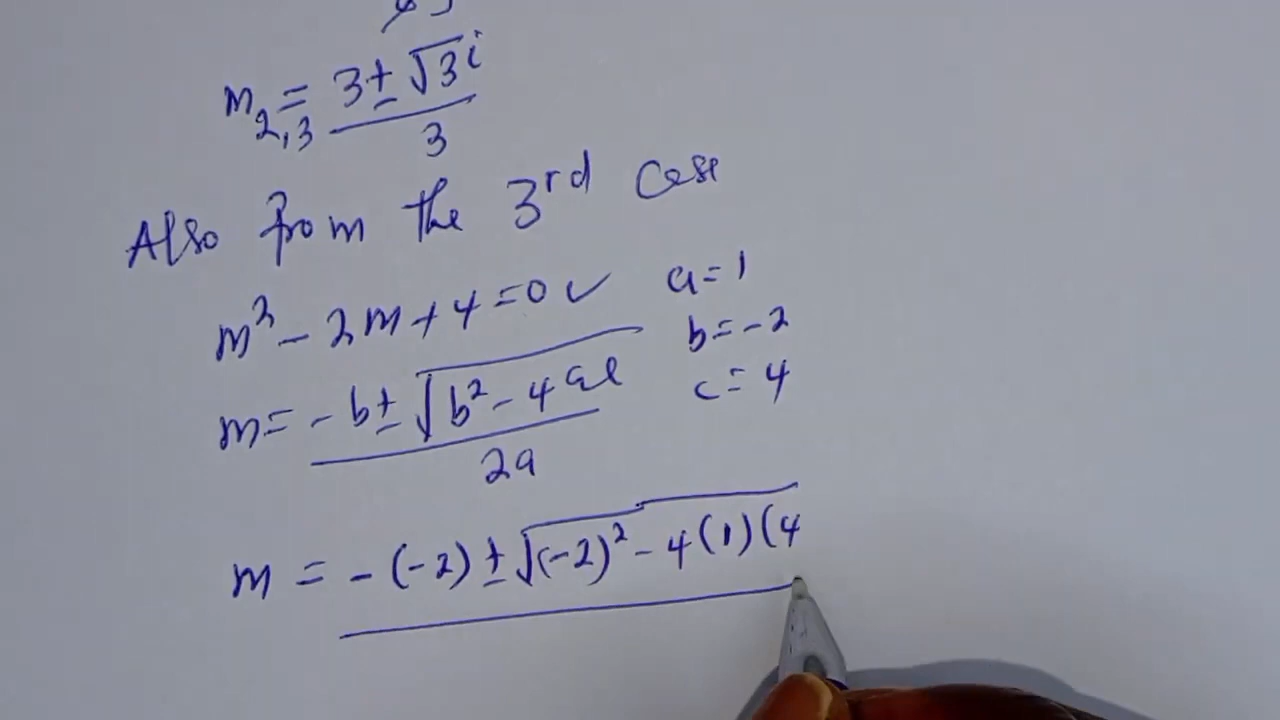 m₂,₃ = 3 ± √3 i / 3
Also from the 3rd Case
m² - 2m + 4 = 0 ✓ a = 1
b = -2
m = -b ± √b² - 4ac / 2a c = 4
m = -(-2) ± √(-2)² - 4(1)(4